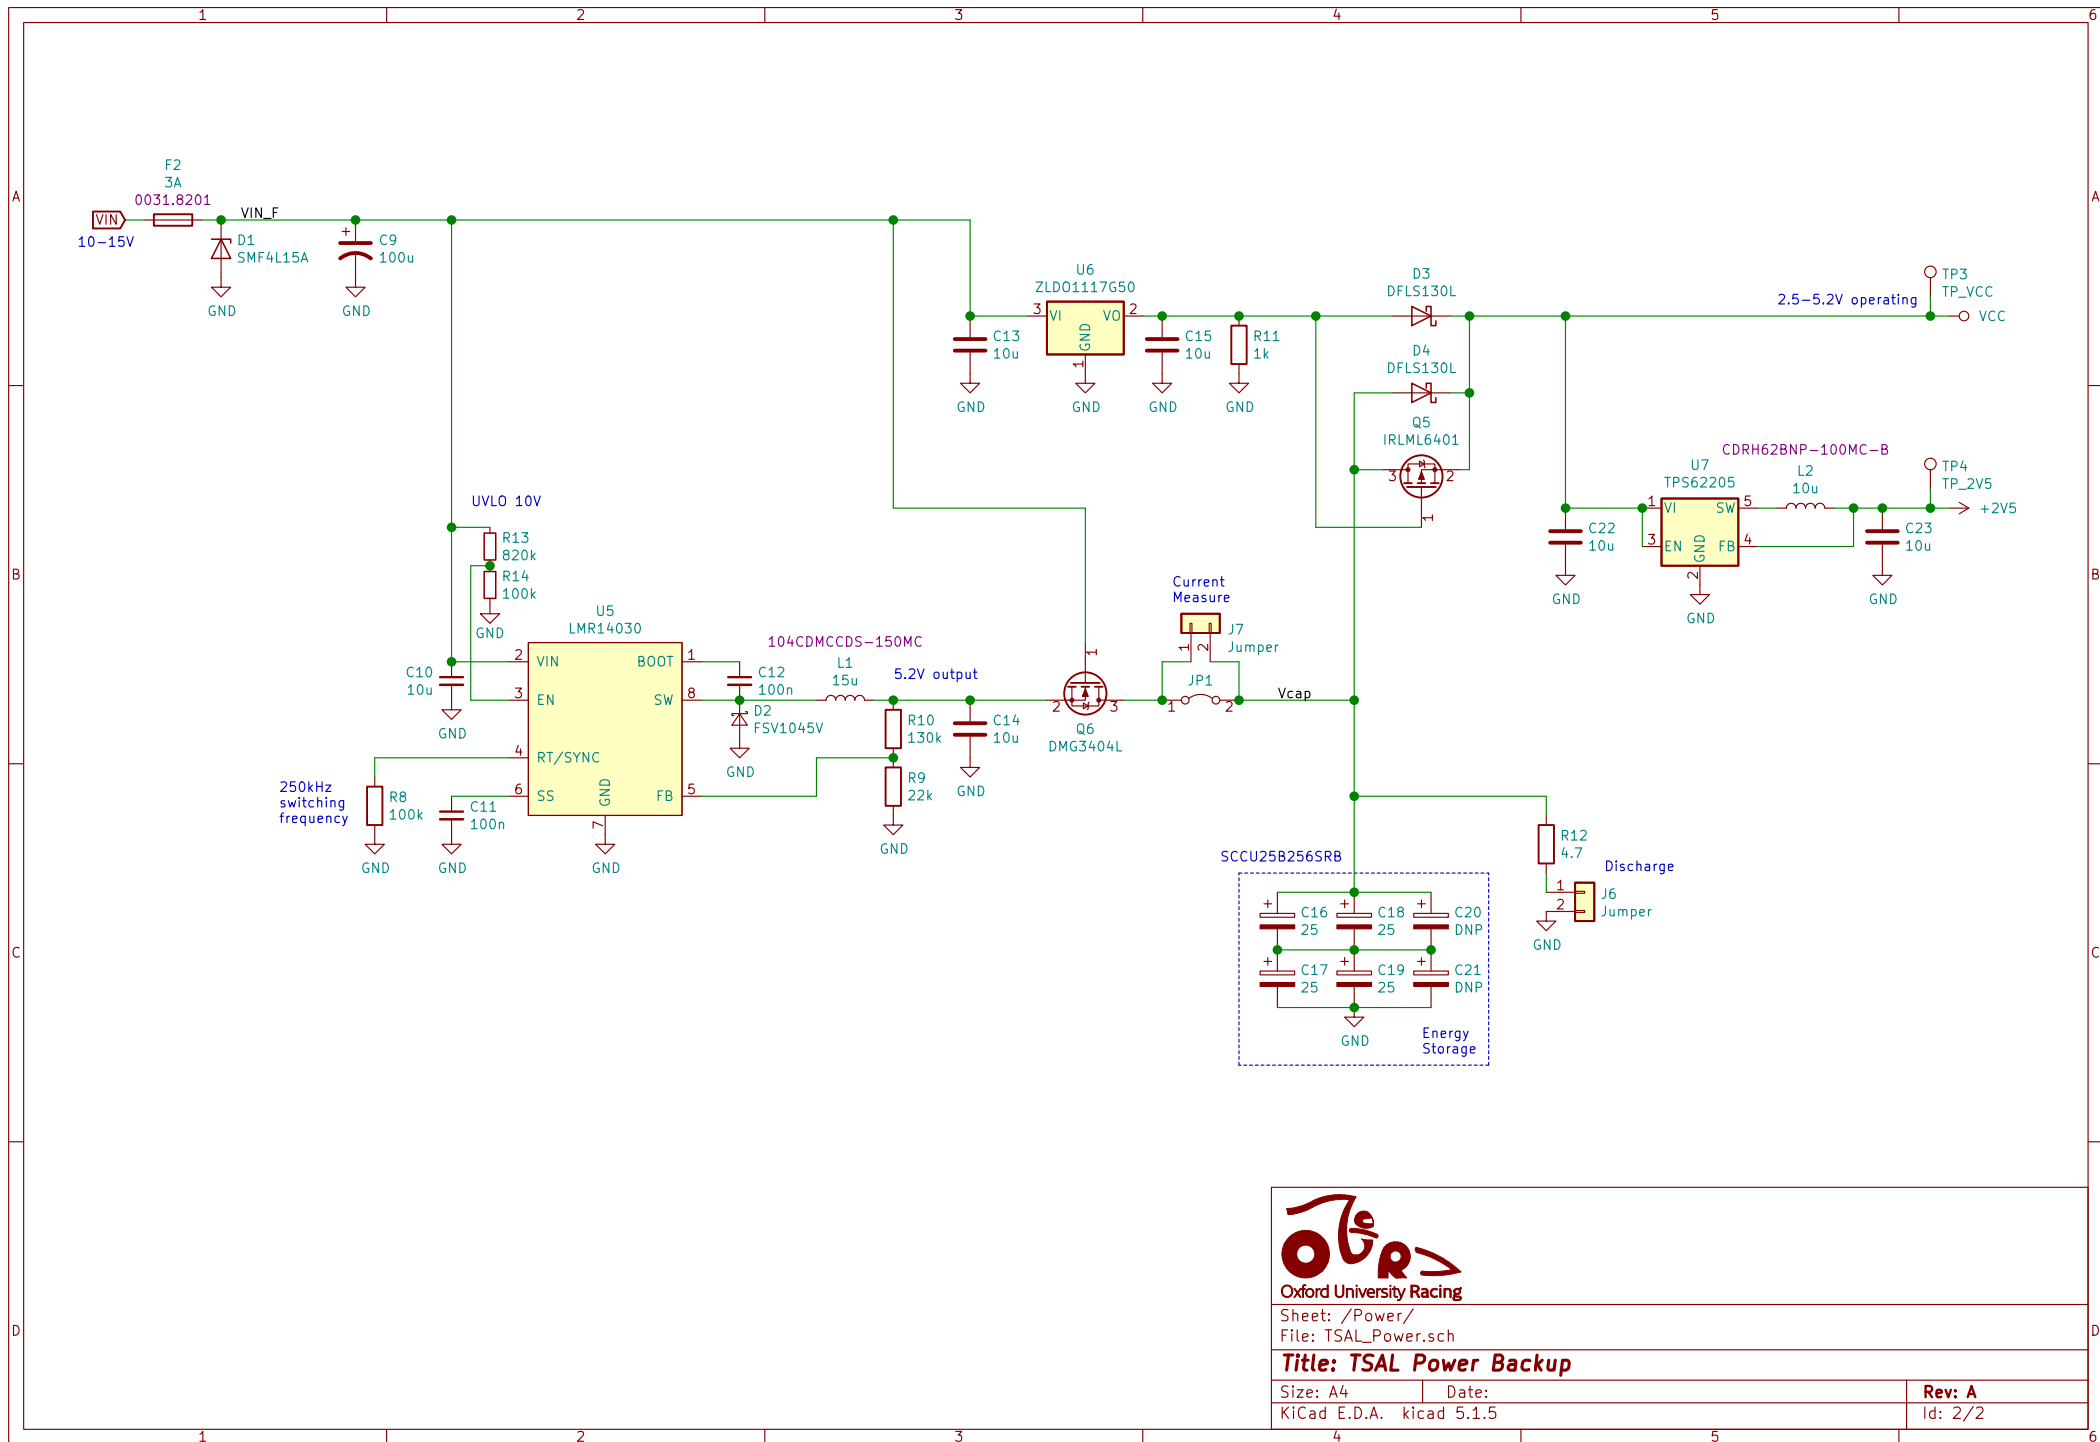 1 2 3 4 5 6
A
A
F2
3A
0031.8201
VIN
VIN_F
10-15V
D1
SMF4L15A
GND
+
C9
100u
GND
U6
ZLDO1117G50
3
VI
VO
2
GND
1
GND
C13
10u
GND
C15
10u
GND
R11
1k
GND
D3
DFLS130L
D4
DFLS130L
Q5
IRLML6401
3
2
1
2.5-5.2V operating
TP3
TP_VCC
VCC
CDRH62BNP-100MC-B
U7
TPS62205
L2
10u
TP4
TP_2V5
+2V5
1
VI
SW
5
3
EN
FB
4
GND
2
GND
C22
10u
GND
C23
10u
GND
B
B
UVLO 10V
R13
820k
R14
100k
GND
U5
LMR14030
2
VIN
BOOT
1
3
EN
SW
8
4
RT/SYNC
6
SS
FB
5
GND
7
GND
C10
10u
GND
250kHz
switching
frequency
R8
100k
GND
C11
100n
GND
104CDMCCDS-150MC
L1
15u
C12
100n
D2
FSV1045V
GND
5.2V output
R10
130k
R9
22k
GND
C14
10u
GND
1
2
3
Q6
DMG3404L
Current
Measure
J7
Jumper
1
2
JP1
1
2
Vcap
R12
4.7
Discharge
1
2
J6
Jumper
GND
C
C
SCCU25B256SRB
+
C16
25
+
C18
25
+
C20
DNP
+
C17
25
+
C19
25
+
C21
DNP
GND
Energy
Storage
D
D
OUR
Oxford University Racing
Sheet: /Power/
File: TSAL_Power.sch
Title: TSAL Power Backup
Size: A4
Date:
Rev: A
KiCad E.D.A. kicad 5.1.5
Id: 2/2
1 2 3 4 5 6